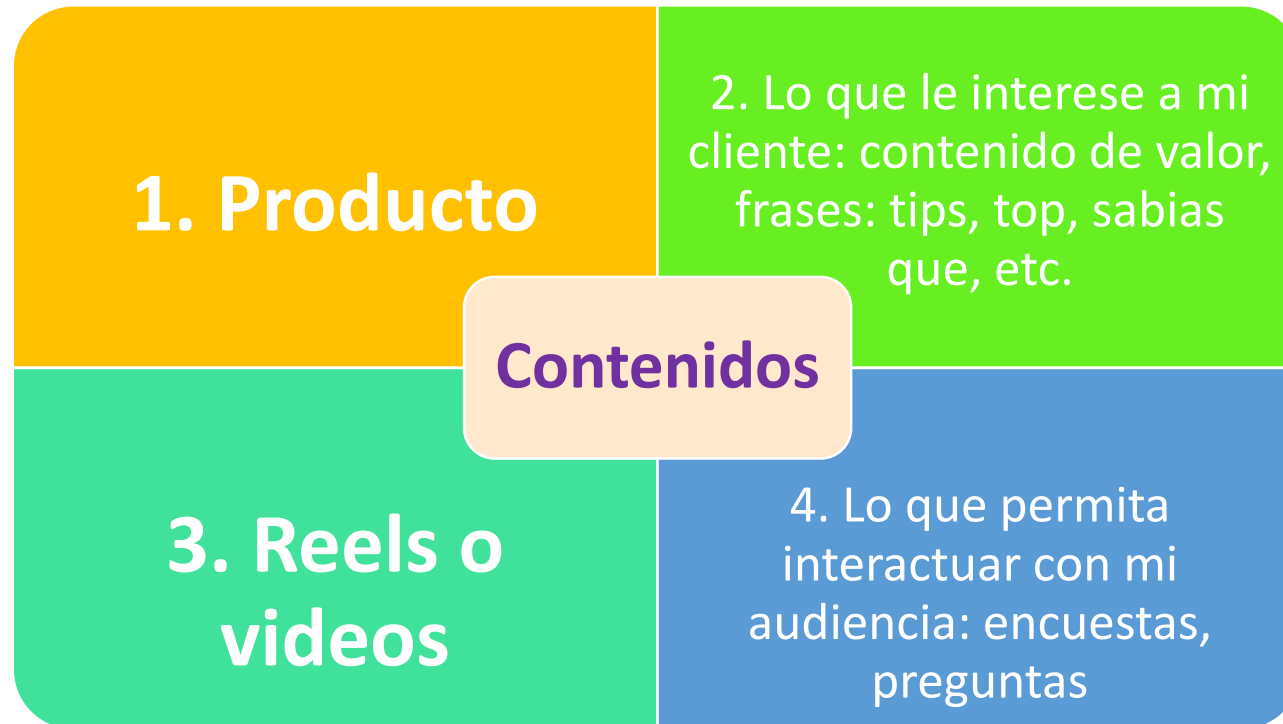 1. Producto
2. Lo que le interese a mi
cliente: contenido de valor,
frases: tips, top, sabias
que, etc.
Contenidos
3. Reels o
videos
4. Lo que permita
interactuar con mi
audiencia: encuestas,
preguntas